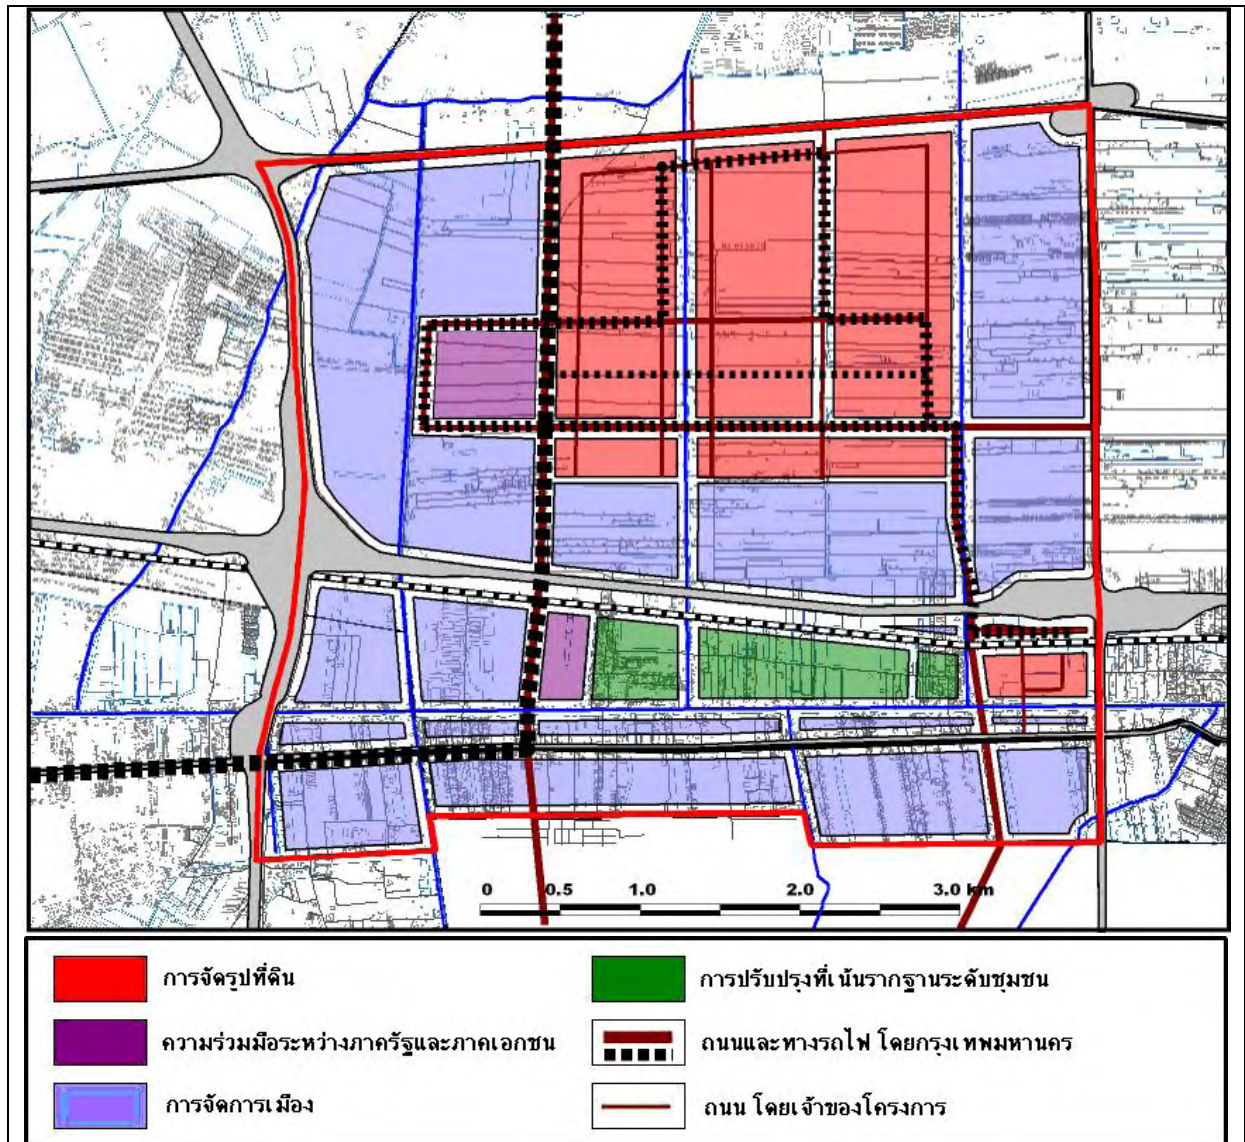 0 0.5 1.0 2.0 3.0 km
การจัดรูปที่ดิน
การปรับปรุงที่เน้นรากฐานระดับชุมชน
ความร่วมมือระหว่างภาครัฐและภาคเอกชน
ถนนและทางรถไฟ โดยกรุงเทพมหานคร
การจัดการเมือง
ถนน โดยเจ้าของโครงการ